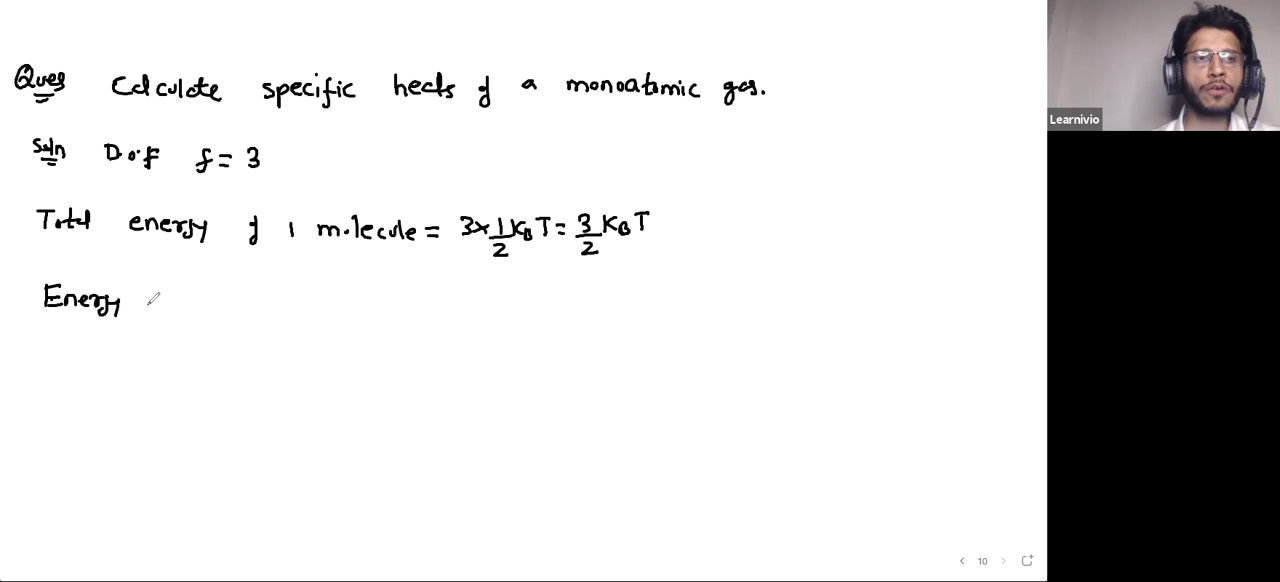 Ques Calculate specific heats of a monoatomic gas.
Soln D.o.F f = 3
Total energy of 1 molecule = 3×1/2 KBT = 3/2 KBT
Energy
Learnivio
10